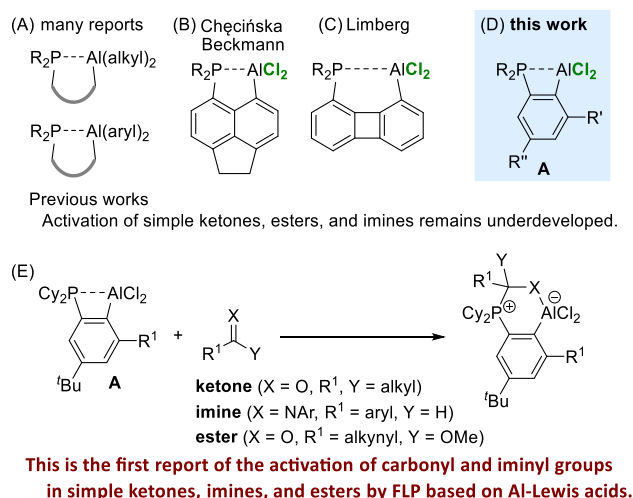 (A) many reports
R₂P---Al(alkyl)₂
R₂P---Al(aryl)₂
Previous works
(B) Chęcińska
Beckmann
R₂P---AlCl₂
(C) Limberg
R₂P----AlCl₂
(D) this work
R₂P---AlCl₂
R'
R"
A
Activation of simple ketones, esters, and imines remains underdeveloped.
(E)
Cy₂P---AlCl₂
R¹
ᵗBu
A
+
X
R¹
Y
ketone (X = O, R¹, Y = alkyl)
imine (X = NAr, R¹ = aryl, Y = H)
ester (X = O, R¹ = alkynyl, Y = OMe)
Y
R¹
X
Cy₂P ⊕ ⊖ AlCl₂
R¹
ᵗBu
This is the first report of the activation of carbonyl and iminyl groups
in simple ketones, imines, and esters by FLP based on Al-Lewis acids.